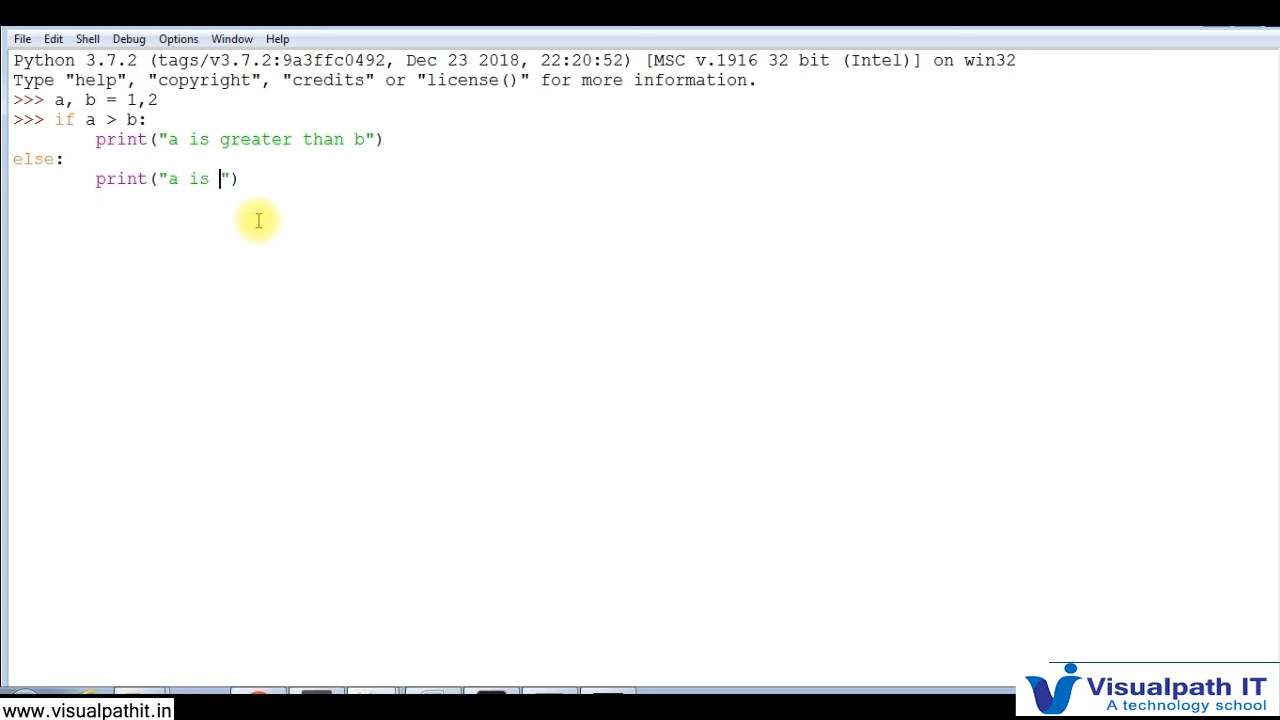 File Edit Shell Debug Options Window Help
Python 3.7.2 (tags/v3.7.2:9a3ffc0492, Dec 23 2018, 22:20:52) [MSC v.1916 32 bit (Intel)] on win32
Type "help", "copyright", "credits" or "license()" for more information.
>>> a, b = 1,2
>>> if a > b:
        print("a is greater than b")
else:
        print("a is ")
Visualpath IT
A technology school
www.visualpathit.in